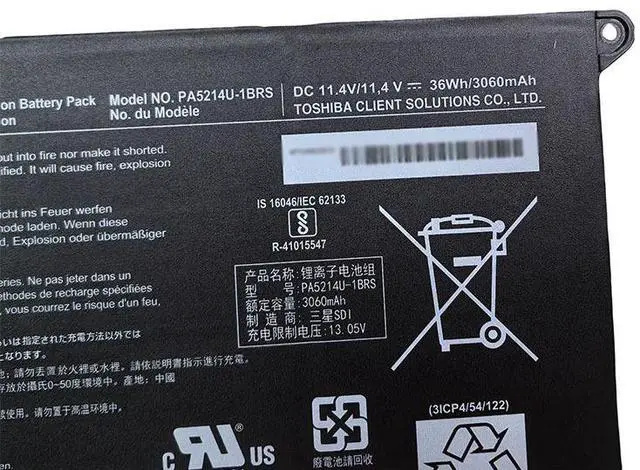 on Battery Pack Model NO. PA5214U-1BRS DC 11.4V/11,4 V ⎓ 36Wh/3060mAh
ion No. du Modèle TOSHIBA CLIENT SOLUTIONS CO., LTD.
out into fire nor make it shorted.
ified. It will cause fire, explosion
IS 16046/IEC 62133
R-41015547
icht ins Feuer werfen
ode laden. Wenn diese
d, Explosion oder übermäßiger
产品名称:锂离子电池组
型 号:PA5214U-1BRS
额定容量:3060mAh
制 造 商:三星SDI
充电限制电压:13.05V
eries. Ne pas jeter dans un
éthodes de recharge spécifiées
, vous courrez le risque d'un feu,
らいは指定された充電方法以外では
池;請勿丟置於火裡或水裡。請依說明書指示進行充電。
存放於攝氏0~50度環境中。產地:中國
续使用。请勿置于高温环境中。
RU® c US
廢電池請回收
(3ICP4/54/122)